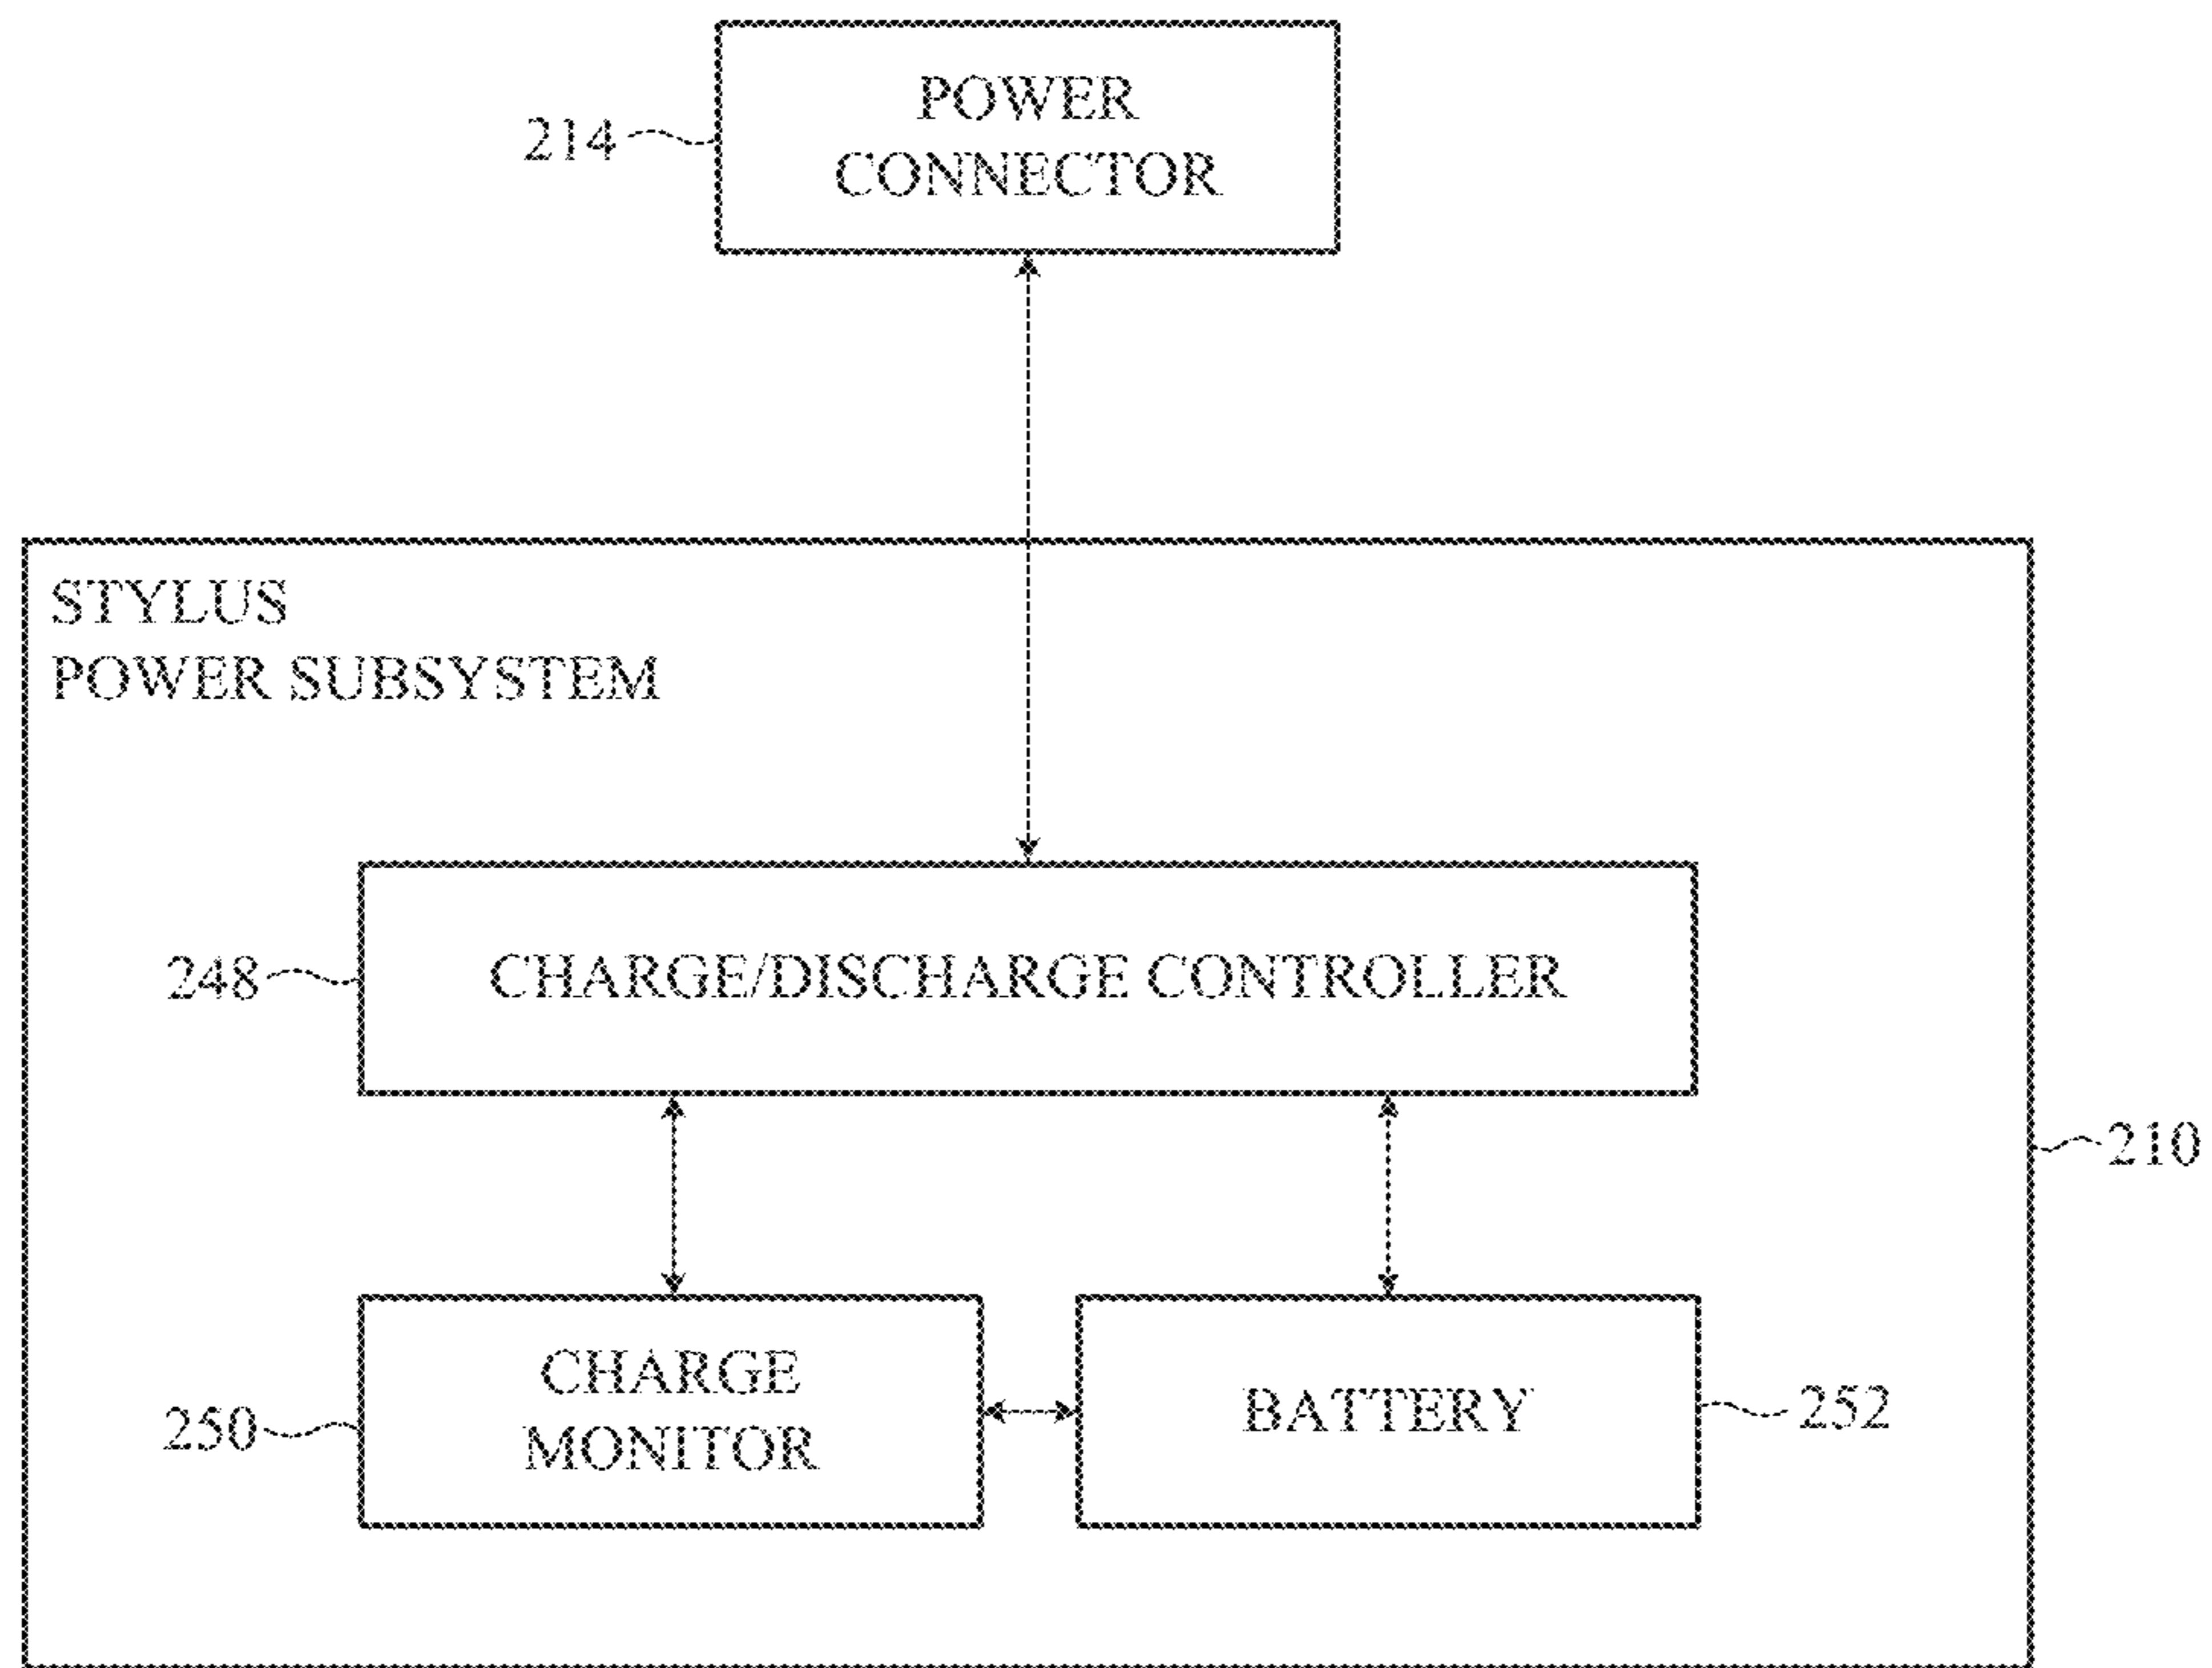 POWER
CONNECTOR
214
STYLUS
POWER SUBSYSTEM
248
CHARGE/DISCHARGE CONTROLLER
210
CHARGE
MONITOR
250
BATTERY
252